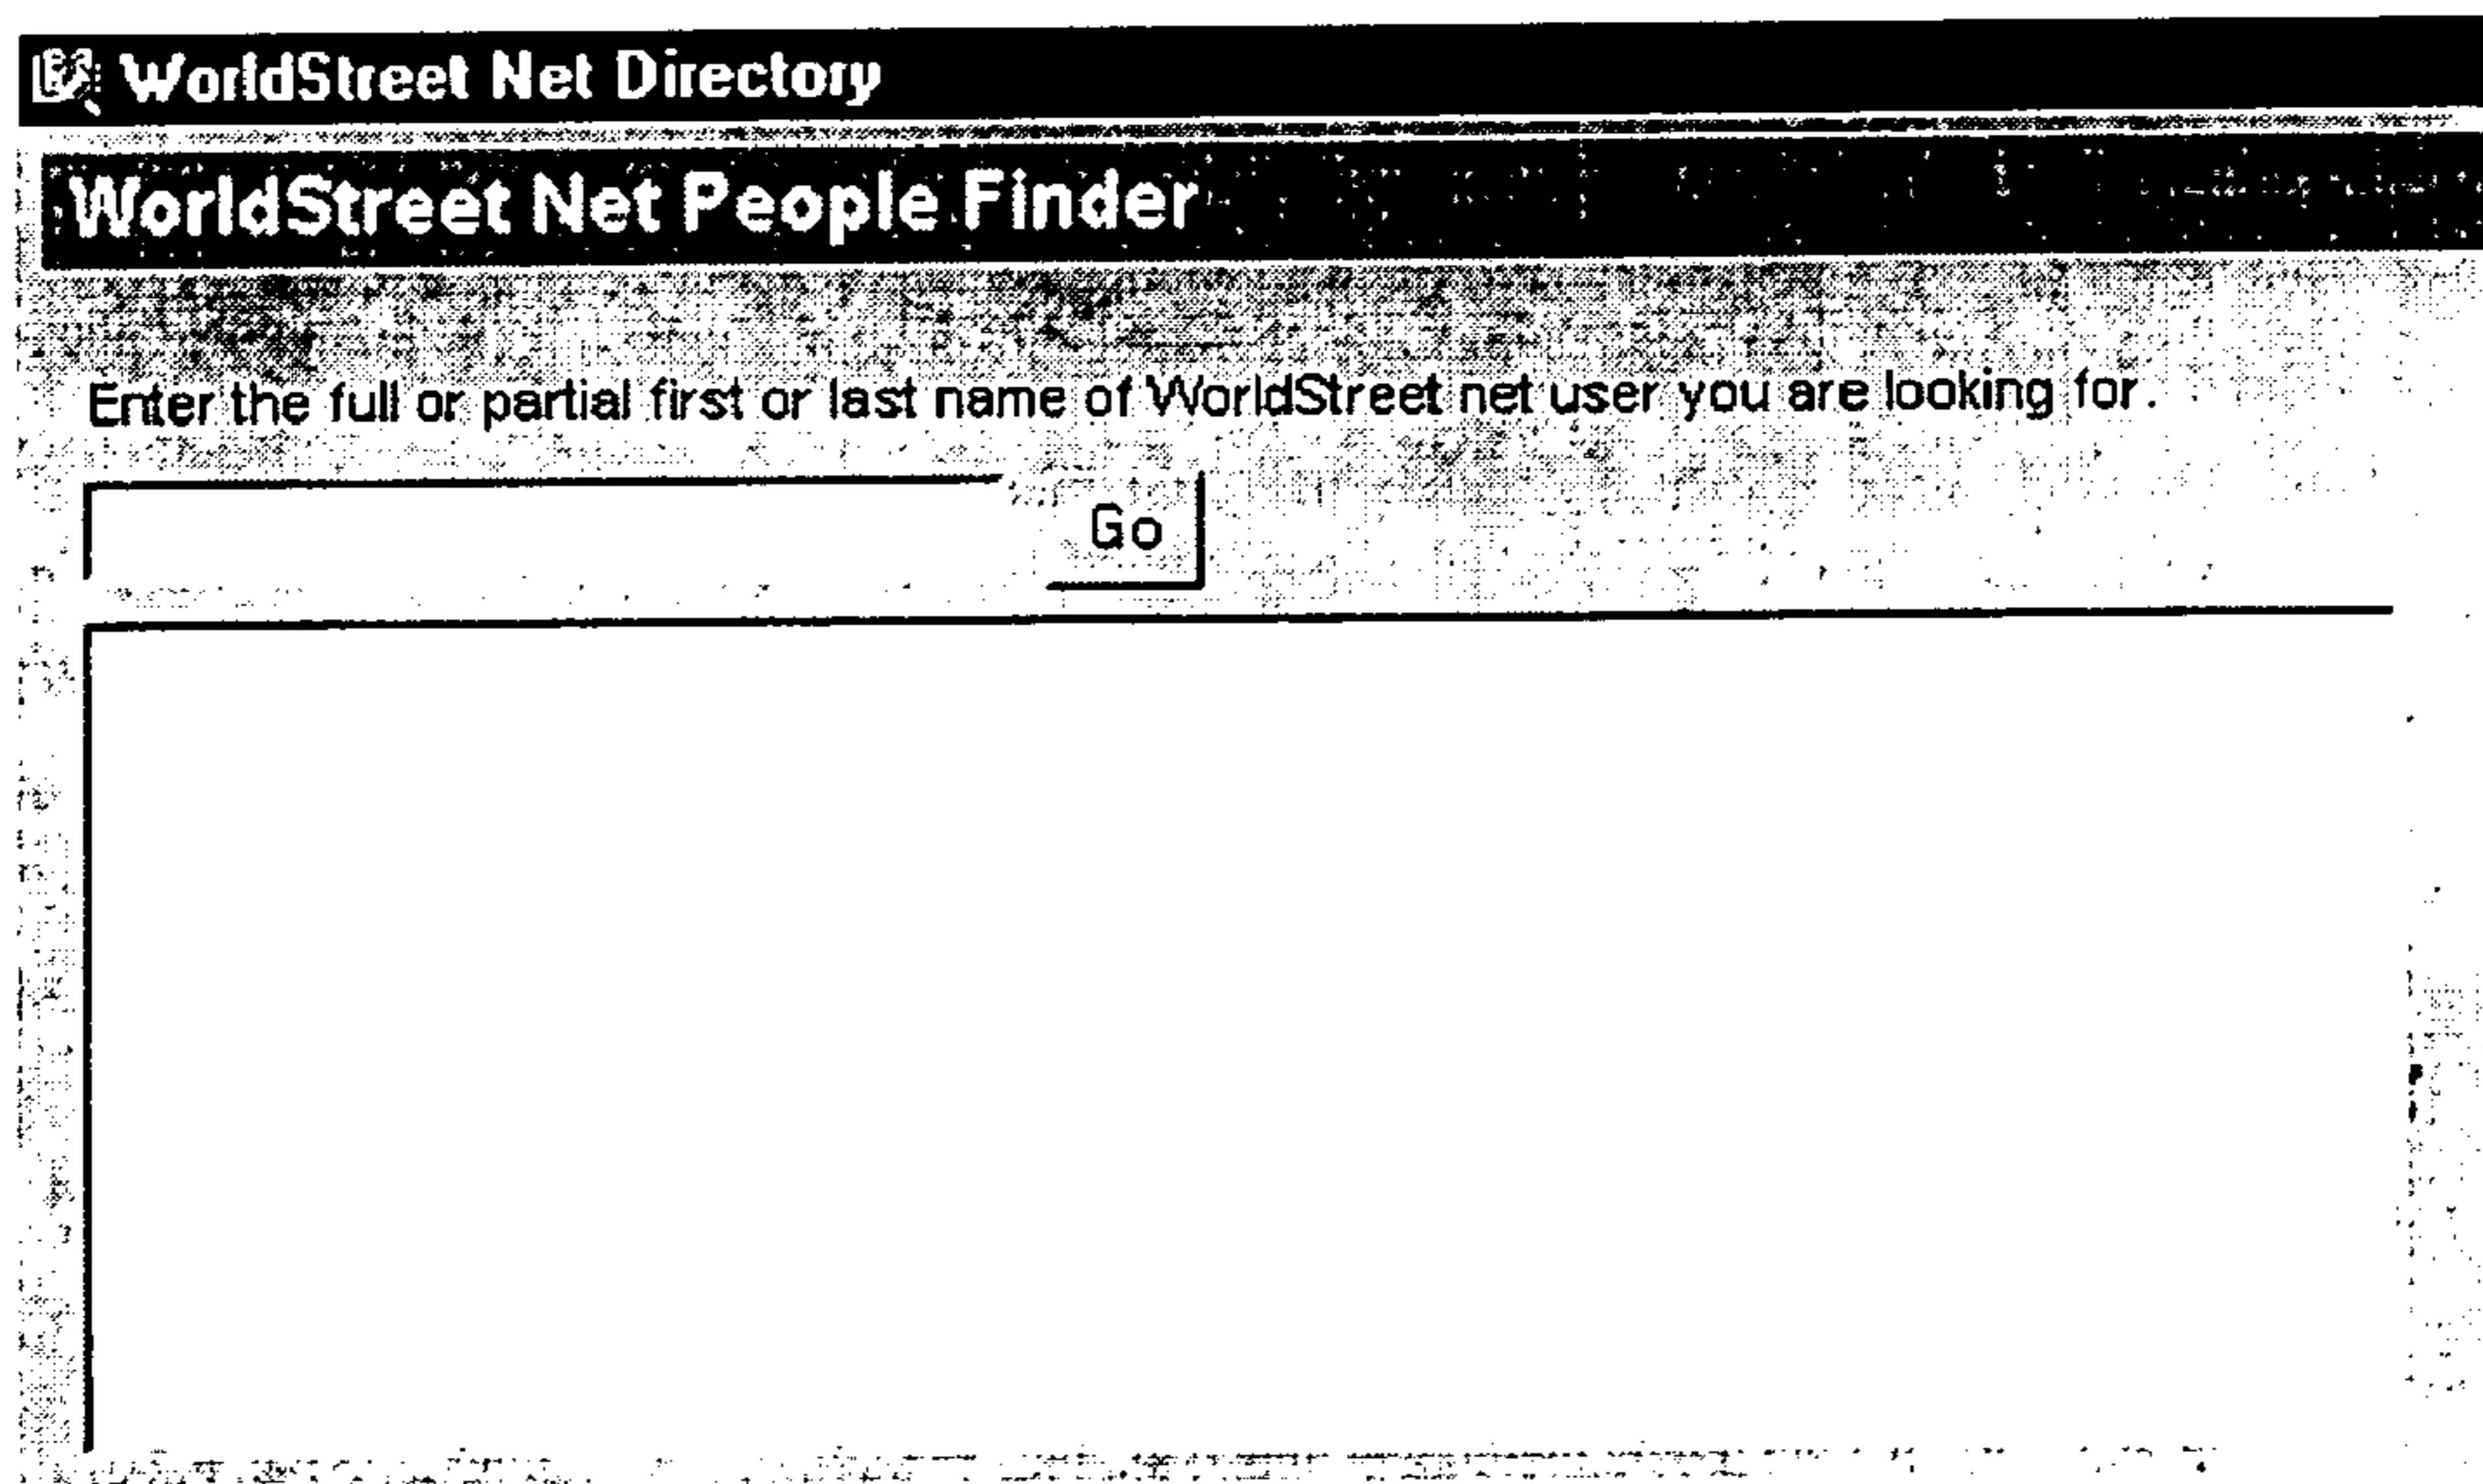 WorldStreet Net Directory
WorldStreet Net People Finder
Enter the full or partial first or last name of WorldStreet net user you are looking for.
Go